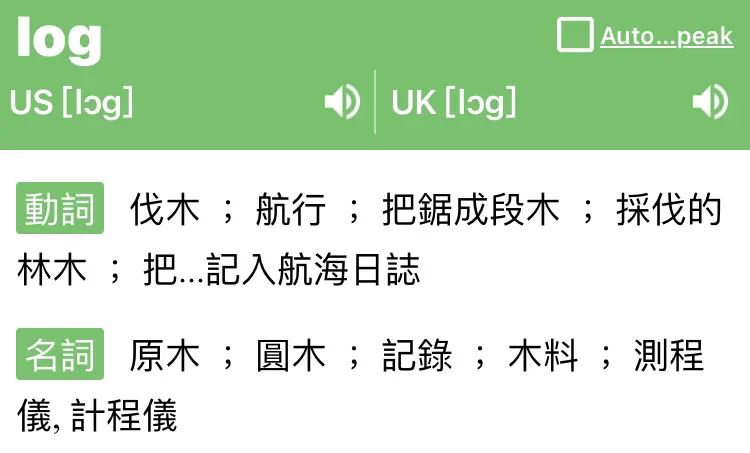 log
Auto...peak
US [lɔg]
UK [lɔg]
動詞 伐木 ； 航行 ； 把鋸成段木 ； 採伐的
林木 ； 把...記入航海日誌
名詞 原木 ； 圓木 ； 記錄 ； 木料 ； 測程
儀, 計程儀